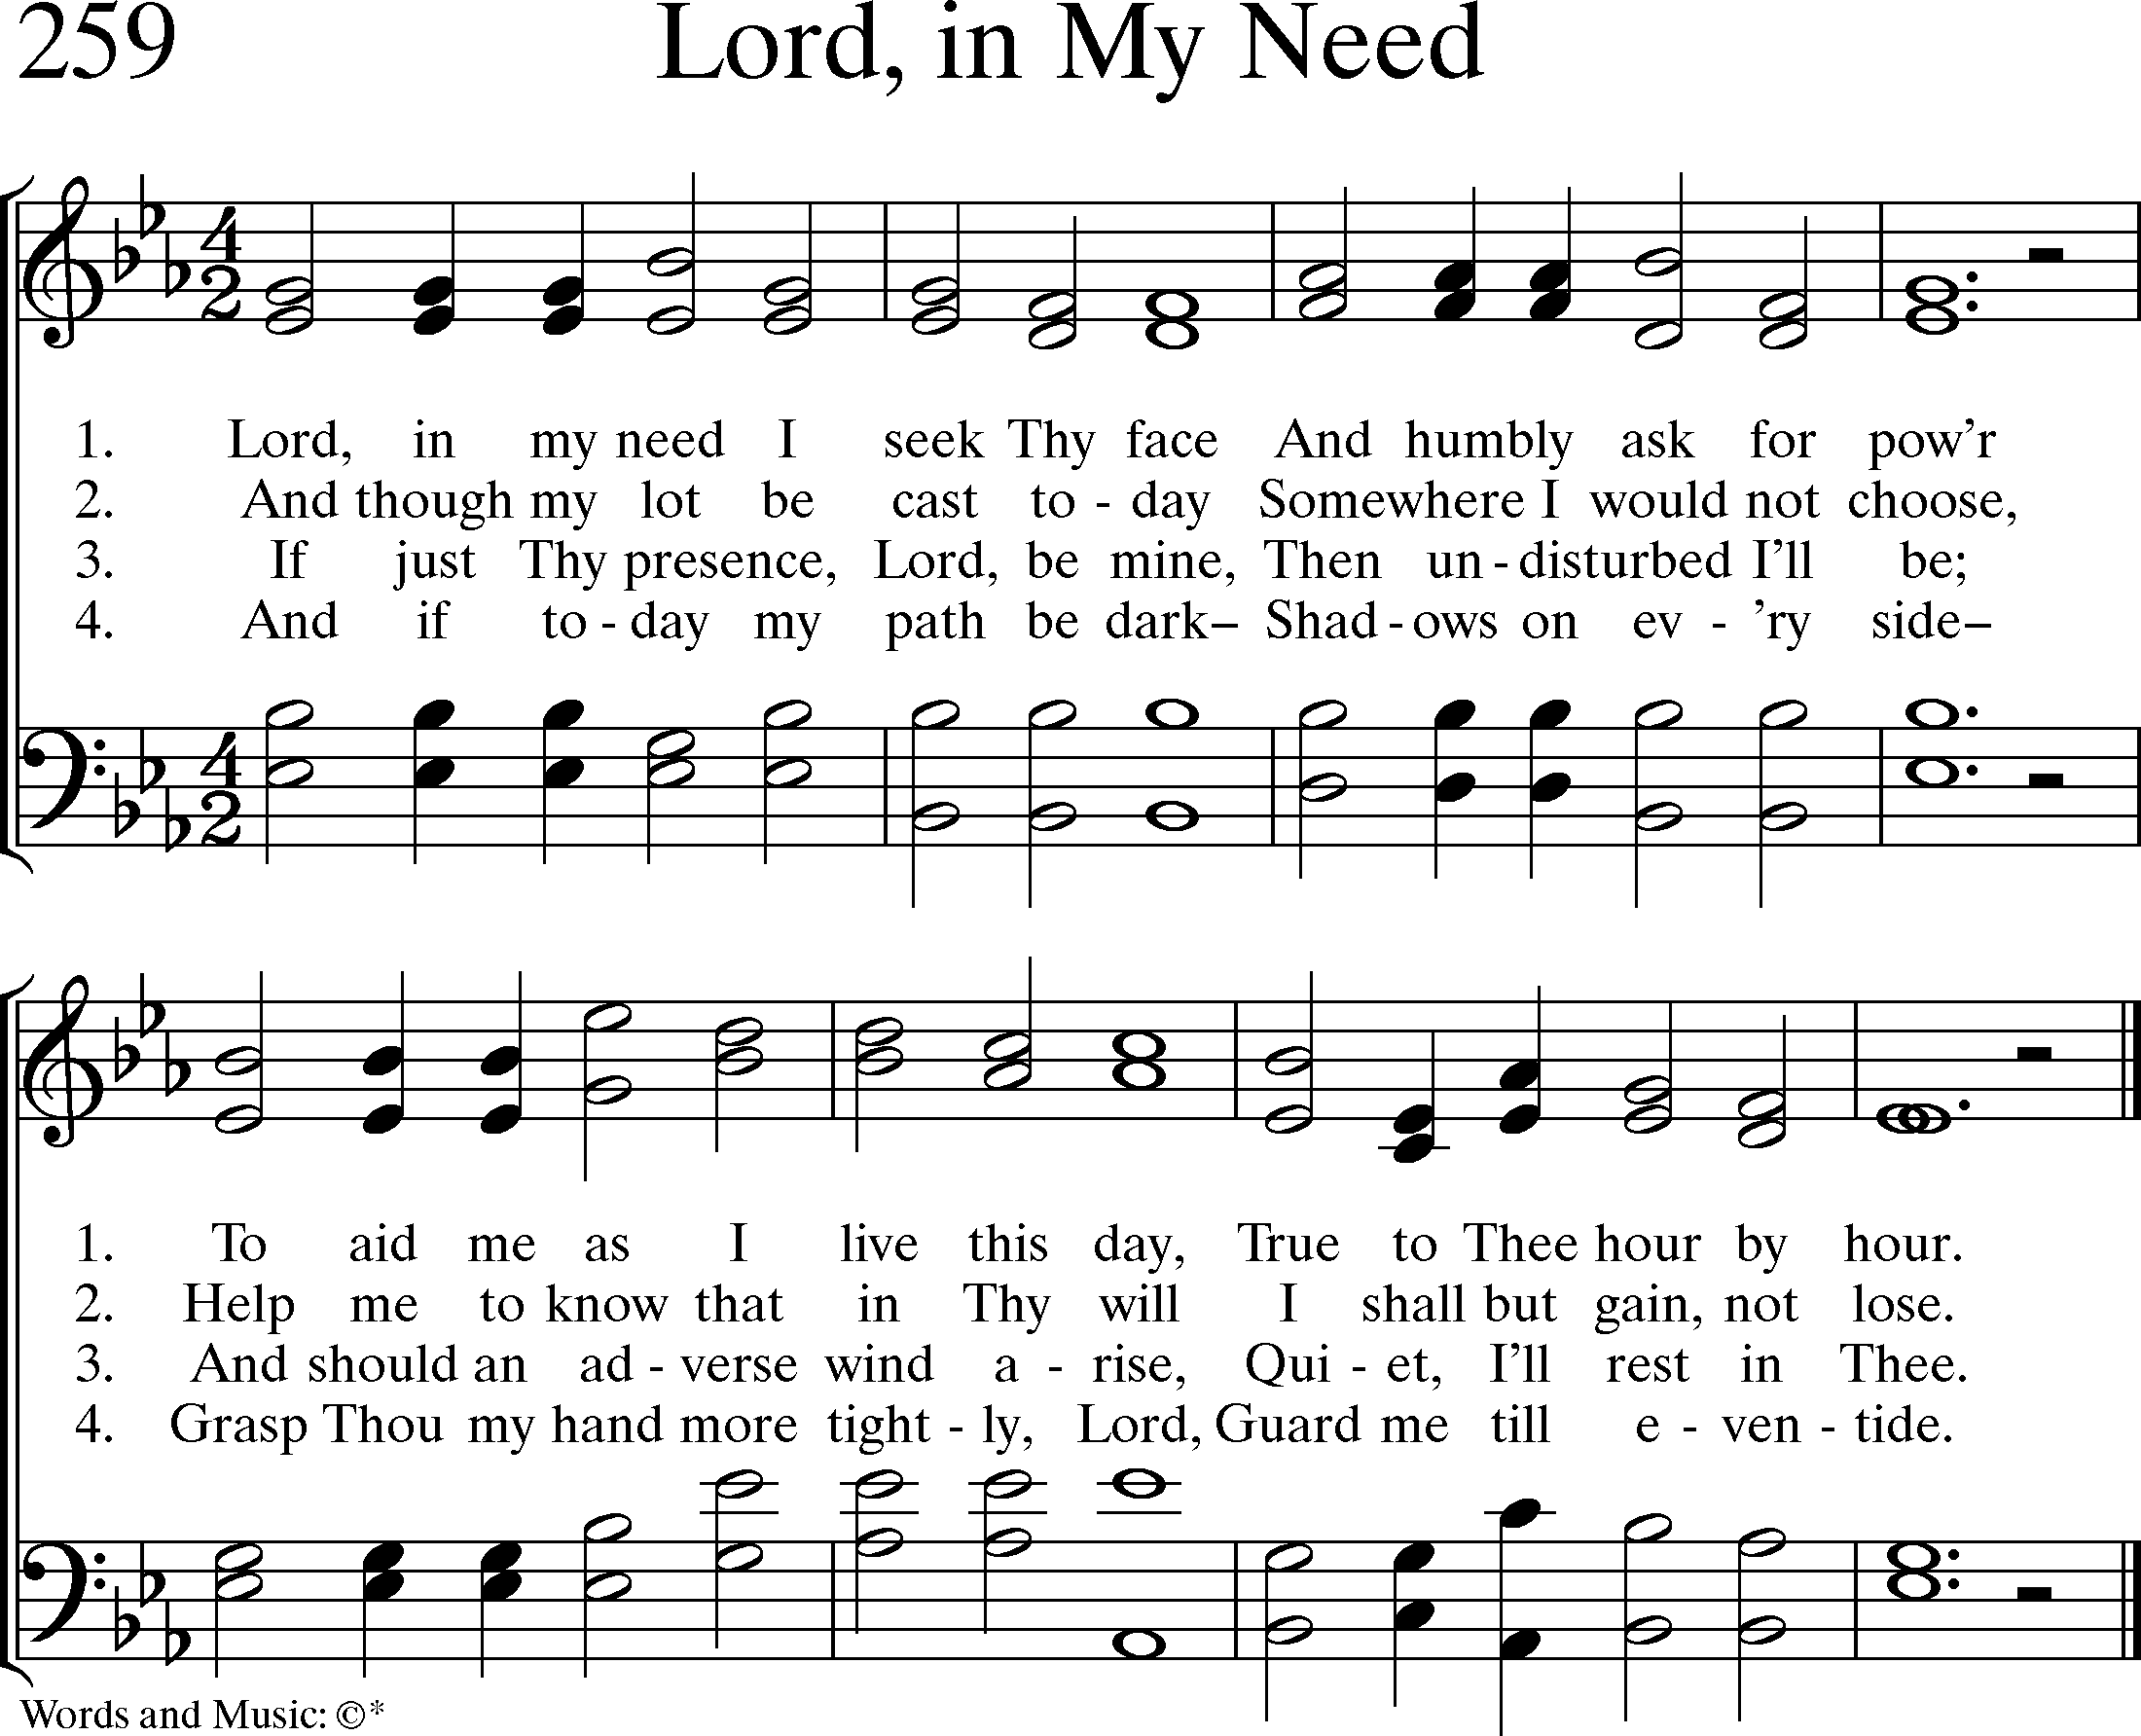 259 Lord, in My Need
1. Lord, in my need I seek Thy face And humbly ask for pow'r
2. And though my lot be cast to - day Somewhere I would not choose,
3. If just Thy presence, Lord, be mine, Then un - disturbed I'll be;
4. And if to - day my path be dark– Shad - ows on ev - 'ry side–
1. To aid me as I live this day, True to Thee hour by hour.
2. Help me to know that in Thy will I shall but gain, not lose.
3. And should an ad - verse wind a - rise, Qui - et, I'll rest in Thee.
4. Grasp Thou my hand more tight - ly, Lord, Guard me till e - ven - tide.
Words and Music: ©*